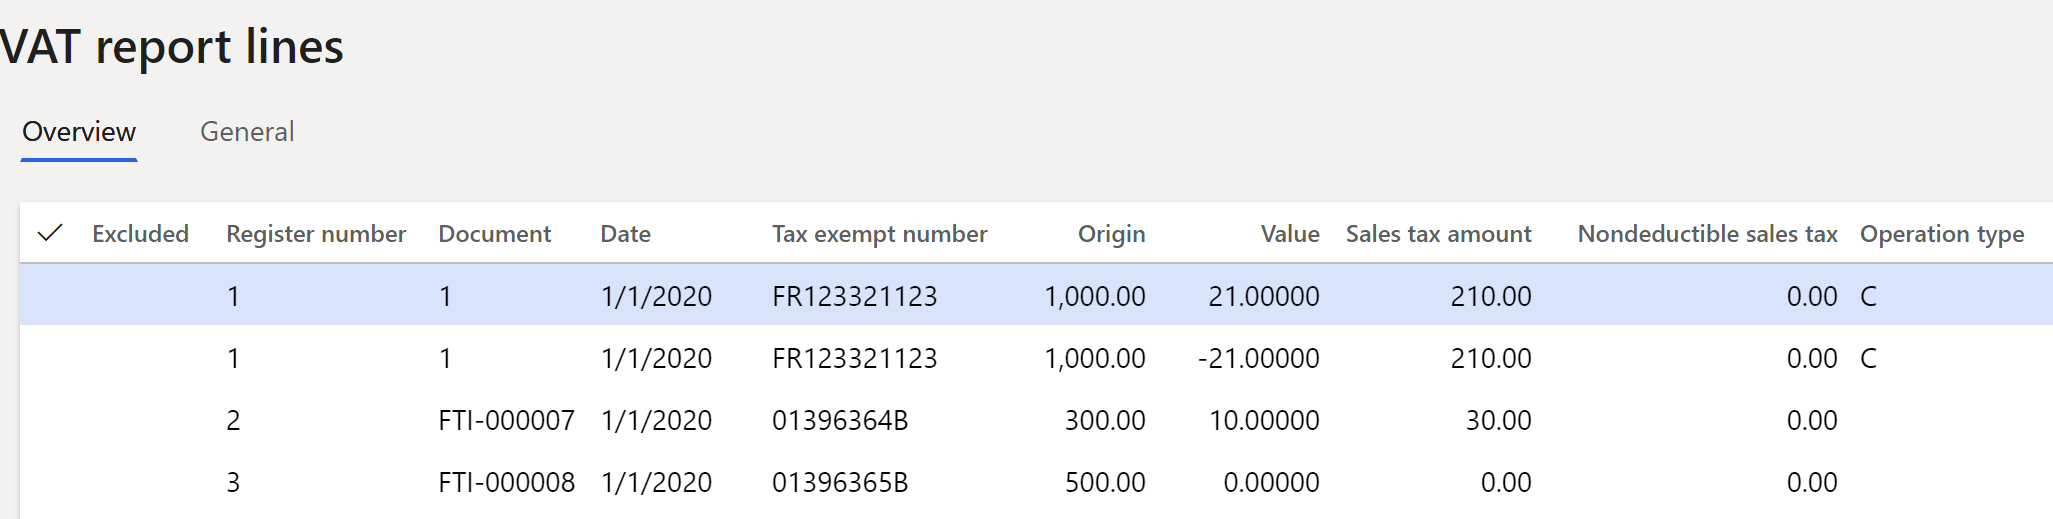 VAT report lines
Overview General
Excluded Register number Document Date Tax exempt number Origin Value Sales tax amount Nondeductible sales tax Operation type
1 1 1/1/2020 FR123321123 1,000.00 21.00000 210.00 0.00 C
1 1 1/1/2020 FR123321123 1,000.00 -21.00000 210.00 0.00 C
2 FTI-000007 1/1/2020 01396364B 300.00 10.00000 30.00 0.00
3 FTI-000008 1/1/2020 01396365B 500.00 0.00000 0.00 0.00